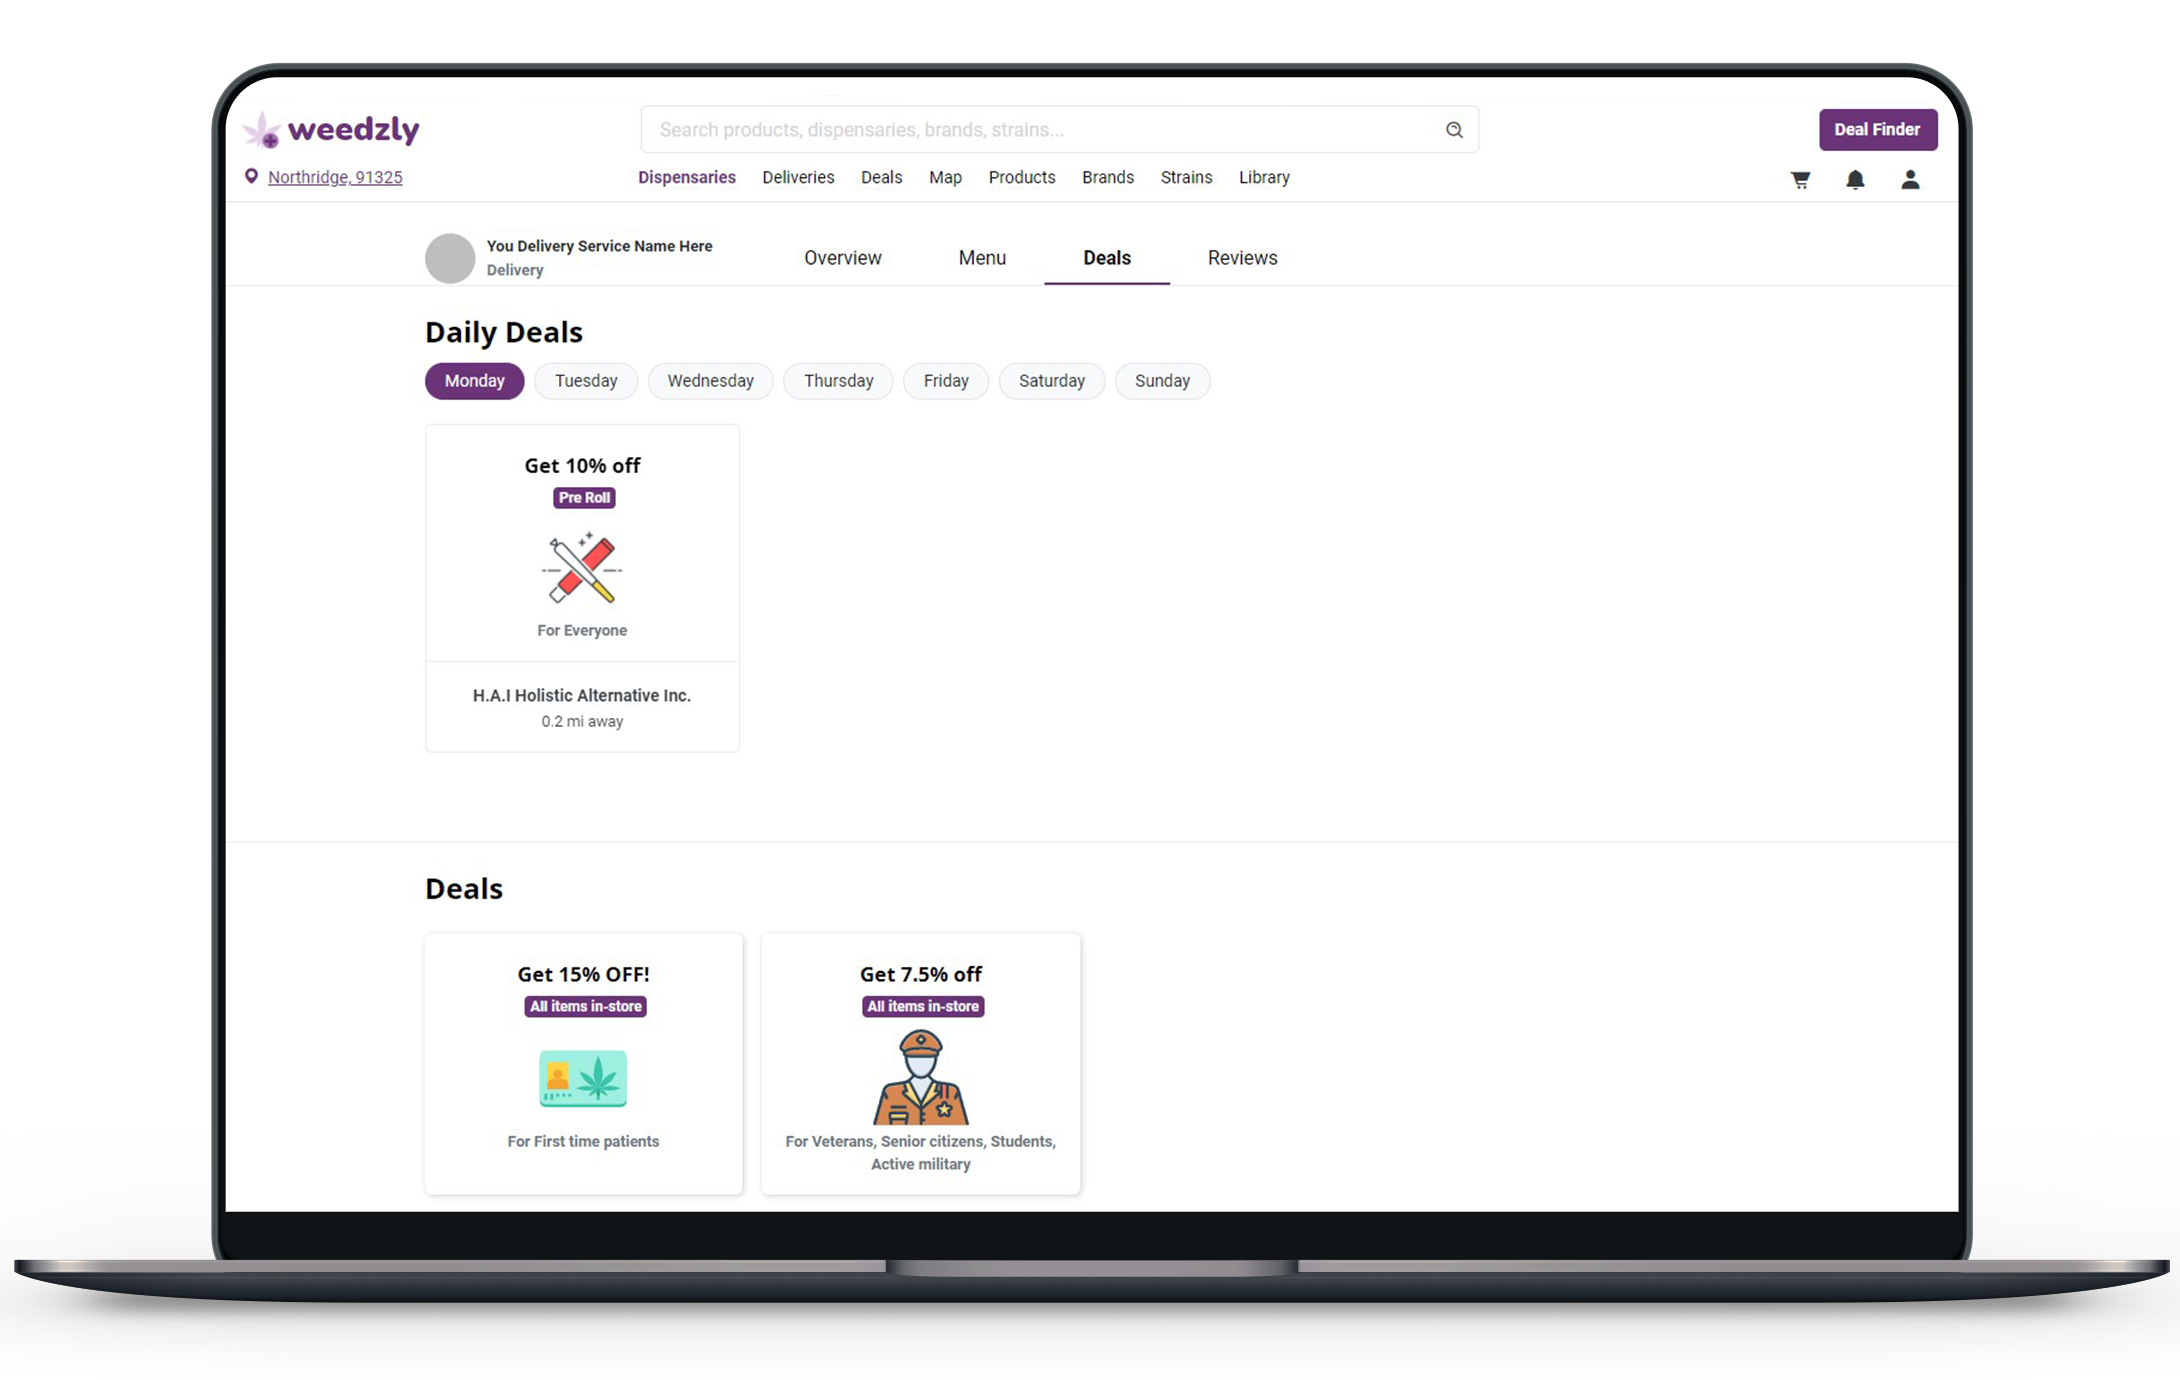 weedzly
Search products, dispensaries, brands, strains...
Deal Finder
Northridge, 91325
Dispensaries Deliveries Deals Map Products Brands Strains Library
You Delivery Service Name Here
Delivery
Overview Menu Deals Reviews
Daily Deals
Monday Tuesday Wednesday Thursday Friday Saturday Sunday
Get 10% off
Pre Roll
For Everyone
H.A.I Holistic Alternative Inc.
0.2 mi away
Deals
Get 15% OFF!
All items in-store
For First time patients
Get 7.5% off
All items in-store
For Veterans, Senior citizens, Students,
Active military